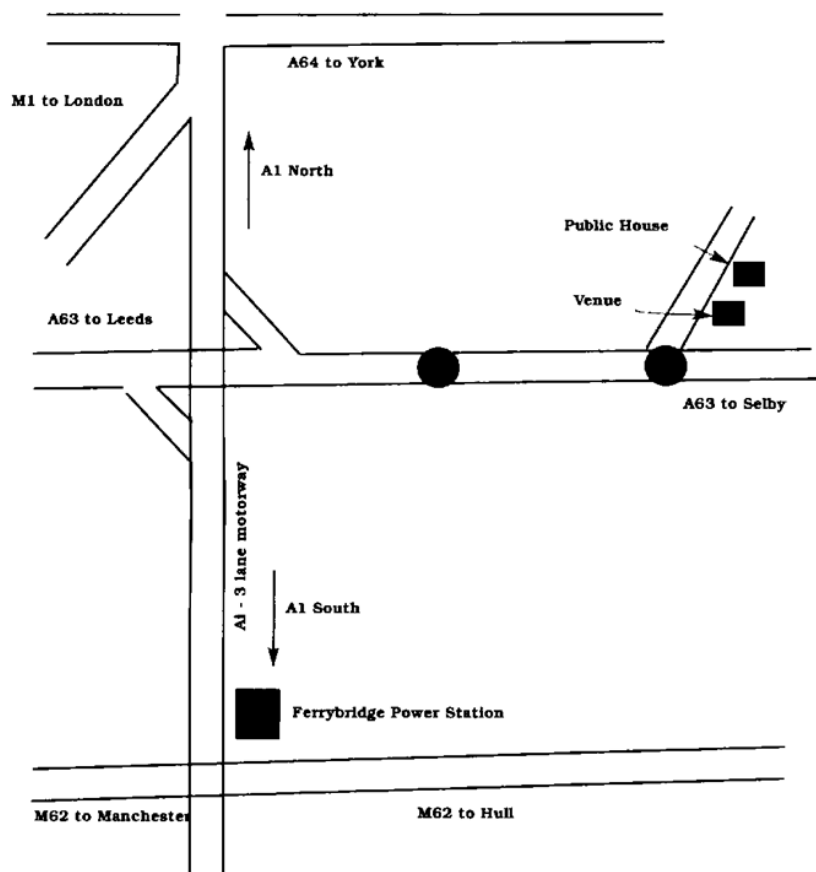 A64 to York
M1 to London
A1 North
Public House
Venue
A63 to Leeds
A63 to Selby
A1 - 3 lane motorway
A1 South
Ferrybridge Power Station
M62 to Manchester
M62 to Hull